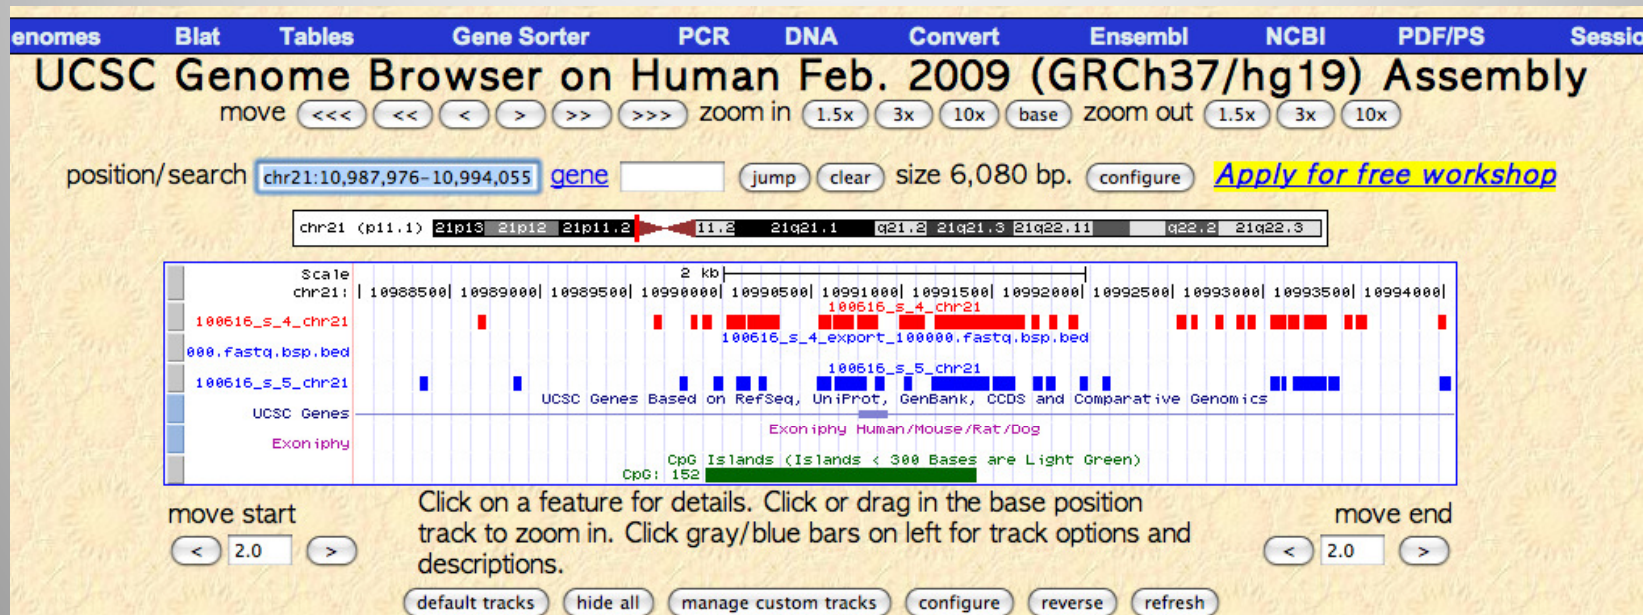 enomes Blat Tables Gene Sorter PCR DNA Convert Ensembl NCBI PDF/PS Sessio
UCSC Genome Browser on Human Feb. 2009 (GRCh37/hg19) Assembly
move <<< << < > >> >>> zoom in 1.5x 3x 10x base zoom out 1.5x 3x 10x
position/search chr21:10,987,976-10,994,055 gene jump clear size 6,080 bp. configure Apply for free workshop
chr21 (p11.1) 21p13 21p12 21p11.2 11.2 21q21.1 q21.2 21q21.3 21q22.11 q22.2 21q22.3
Scale 2 kb
chr21: | 10988500| 10989000| 10989500| 10990000| 10990500| 10991000| 10991500| 10992000| 10992500| 10993000| 10993500| 10994000|
100616_s_4_chr21
100616_s_4_chr21
100616_s_4_export_100000.fastq.bsp.bed
000.fastq.bsp.bed
100616_s_5_chr21
100616_s_5_chr21
UCSC Genes Based on RefSeq, UniProt, GenBank, CCDS and Comparative Genomics
UCSC Genes
Exoniphy Human/Mouse/Rat/Dog
Exoniphy
CpG Islands (Islands < 300 Bases are Light Green)
CpG: 152
move start
< 2.0 >
Click on a feature for details. Click or drag in the base position
track to zoom in. Click gray/blue bars on left for track options and
descriptions.
move end
< 2.0 >
default tracks hide all manage custom tracks configure reverse refresh